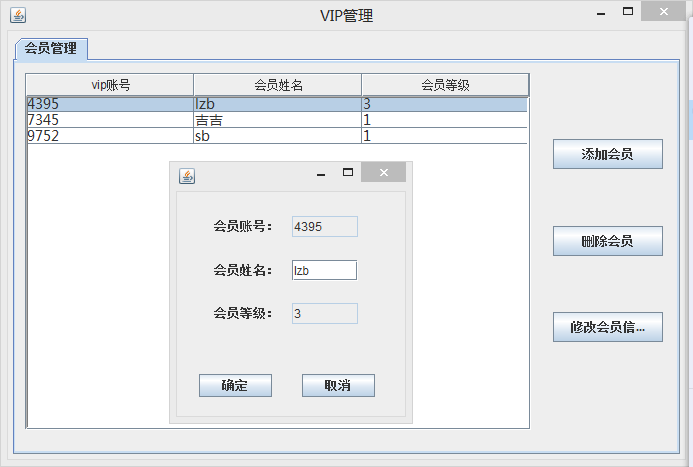 VIP管理
会员管理
vip账号 会员姓名 会员等级
4395 lzb 3
7345 吉吉 1
9752 sb 1
添加会员
删除会员
修改会员信...
会员账号： 4395
会员姓名： lzb
会员等级： 3
确定 取消